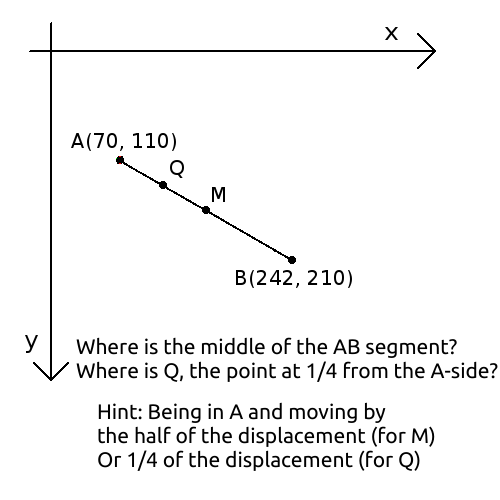 x
A(70, 110)
Q
M
B(242, 210)
y
Where is the middle of the AB segment?
Where is Q, the point at 1/4 from the A-side?
Hint: Being in A and moving by
the half of the displacement (for M)
Or 1/4 of the displacement (for Q)